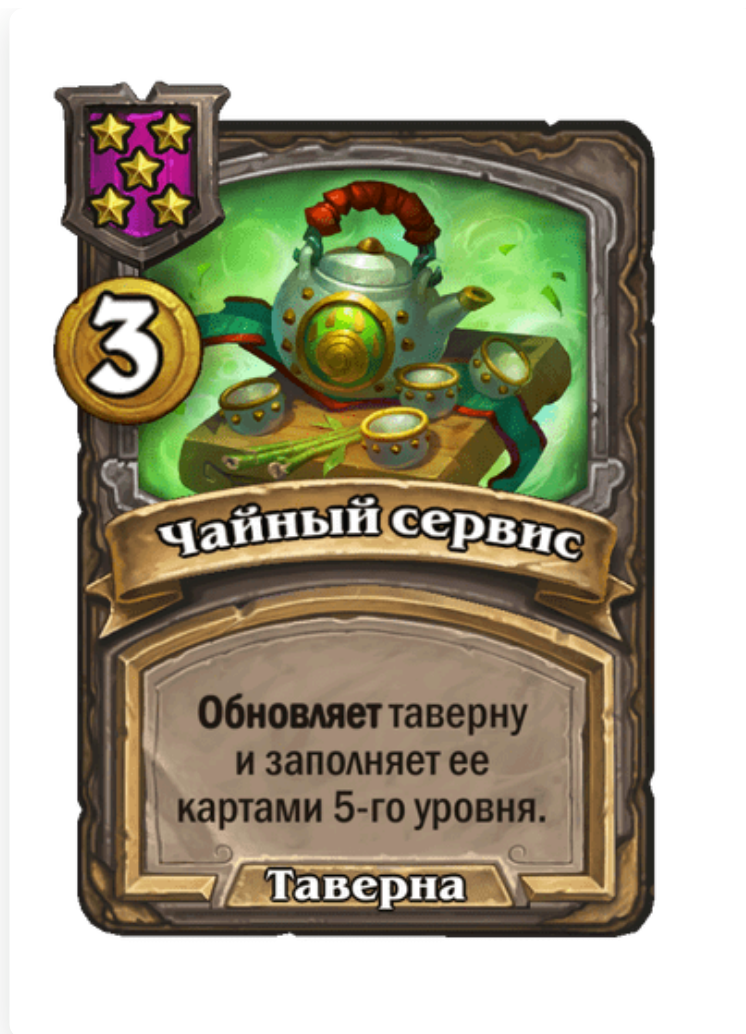 3
Чайный сервис
Обновляет таверну
и заполняет ее
картами 5-го уровня.
Таверна